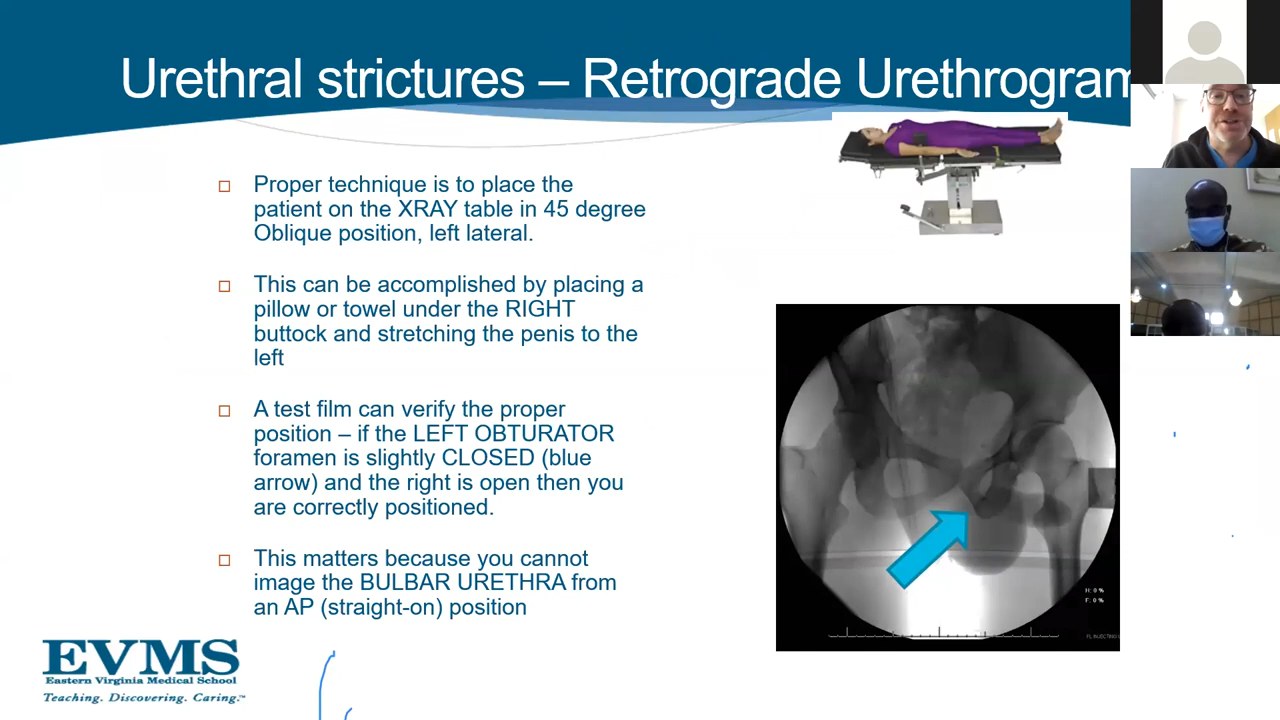 Urethral strictures – Retrograde Urethrogram
Proper technique is to place the
patient on the XRAY table in 45 degree
Oblique position, left lateral.
This can be accomplished by placing a
pillow or towel under the RIGHT
buttock and stretching the penis to the
left
A test film can verify the proper
position – if the LEFT OBTURATOR
foramen is slightly CLOSED (blue
arrow) and the right is open then you
are correctly positioned.
This matters because you cannot
image the BULBAR URETHRA from
an AP (straight-on) position
H: 0 %
F: 0 %
FL INJECTING
EVMS
Eastern Virginia Medical School
Teaching. Discovering. Caring.™